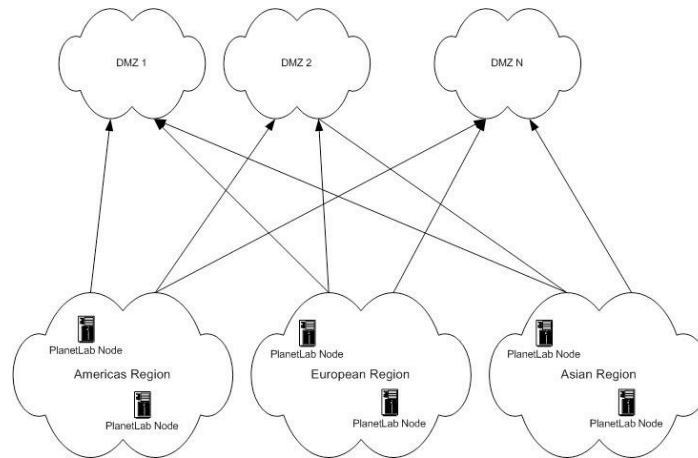 DMZ 1
DMZ 2
DMZ N
PlanetLab Node
PlanetLab Node
PlanetLab Node
Americas Region
European Region
Asian Region
PlanetLab Node
PlanetLab Node
PlanetLab Node